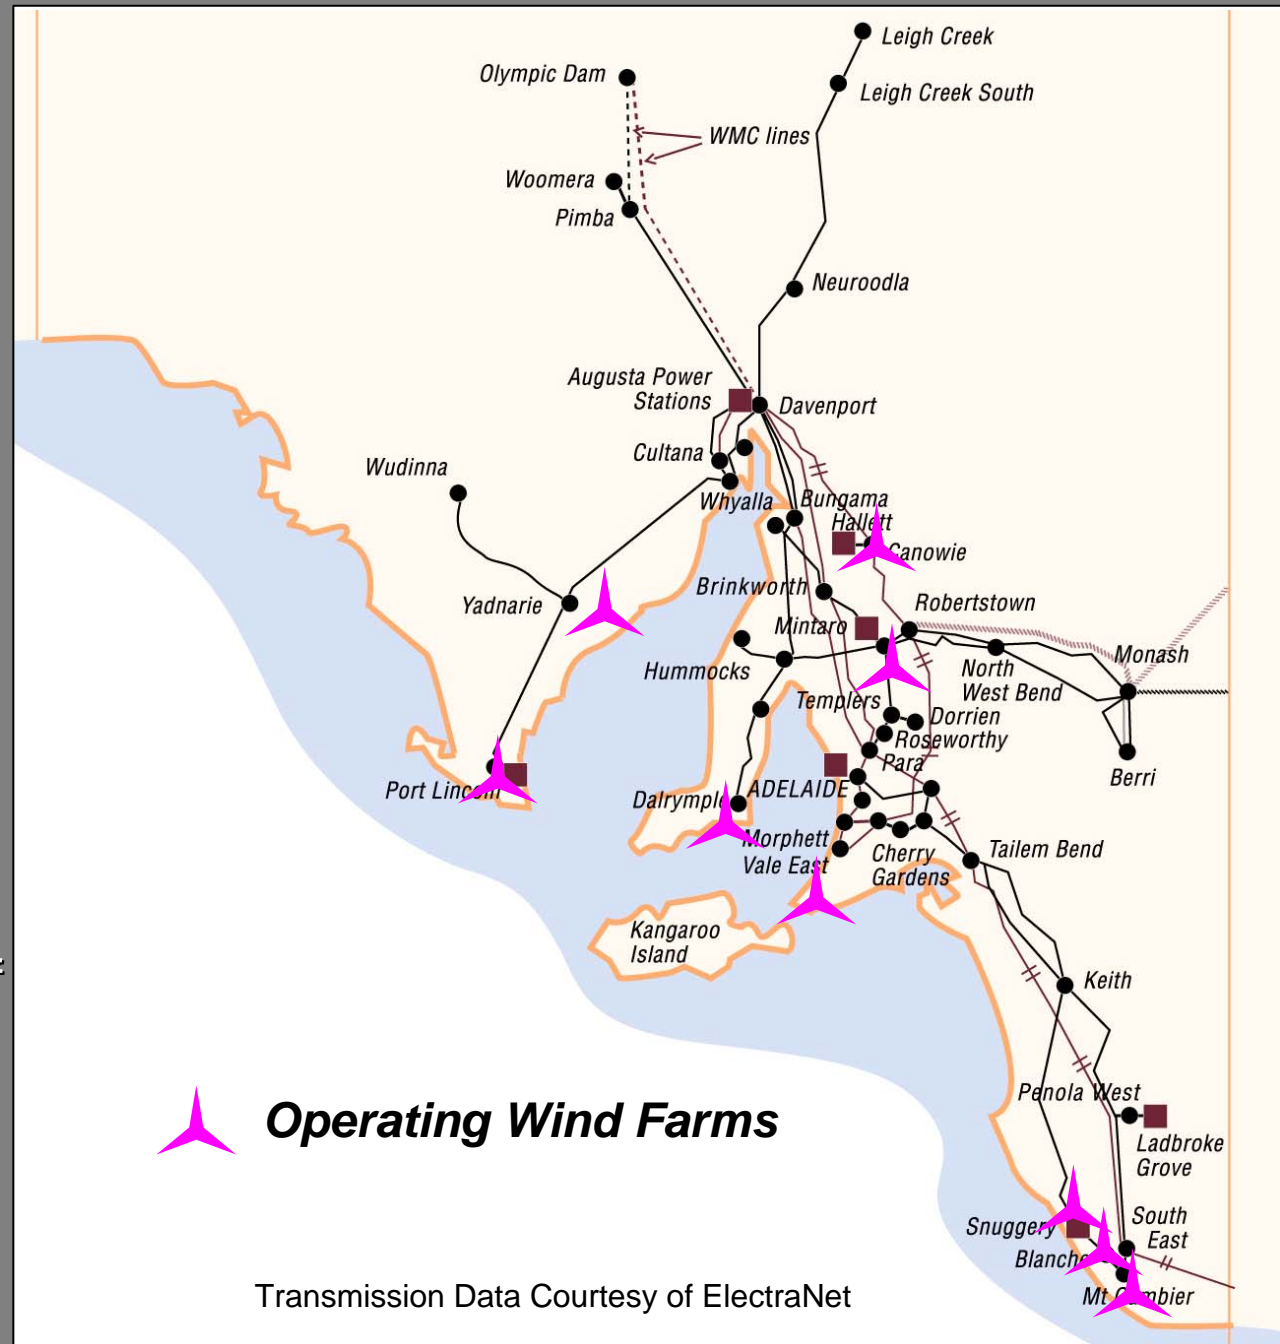 Leigh Creek
Olympic Dam
Leigh Creek South
WMC lines
Woomera
Pimba
Neuroodla
Augusta Power
Stations
Davenport
Cultana
Wudinna
Whyalla
Bungama
Hallett
Canowie
Brinkworth
Yadnarie
Robertstown
Mintaro
Monash
Hummocks
North
West Bend
Templers
Dorrien
Roseworthy
Para
Berri
Port Lincoln
Dalrymple
ADELAIDE
Morphett
Vale East
Cherry
Gardens
Tailem Bend
Kangaroo
Island
Keith
Penola West
Operating Wind Farms
Ladbroke
Grove
Snuggery
South
East
Blanche
Mt Gambier
Transmission Data Courtesy of ElectraNet